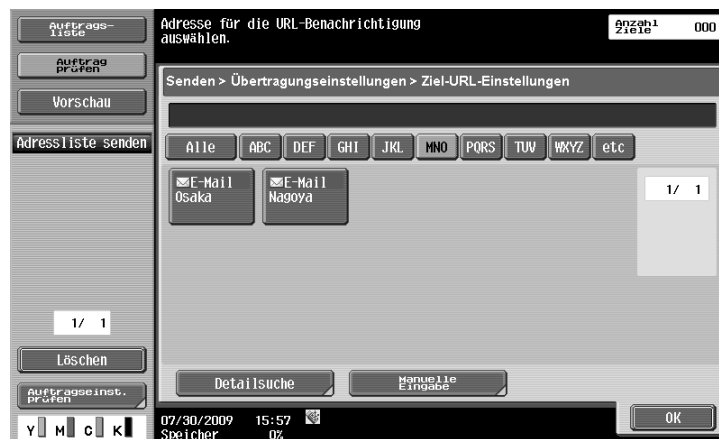 Auftrags-
liste
Auftrag
prüfen
Vorschau
Adressliste senden
1/ 1
Löschen
Auftragseinst.
prüfen
Y M C K
Adresse für die URL-Benachrichtigung
auswählen.
Anzahl
Ziele 000
Senden > Übertragungseinstellungen > Ziel-URL-Einstellungen
Alle ABC DEF GHI JKL MNO PQRS TUV WXYZ etc
E-Mail
Osaka
E-Mail
Nagoya
1/ 1
Detailsuche
Manuelle
Eingabe
07/30/2009 15:57
Speicher 0%
OK